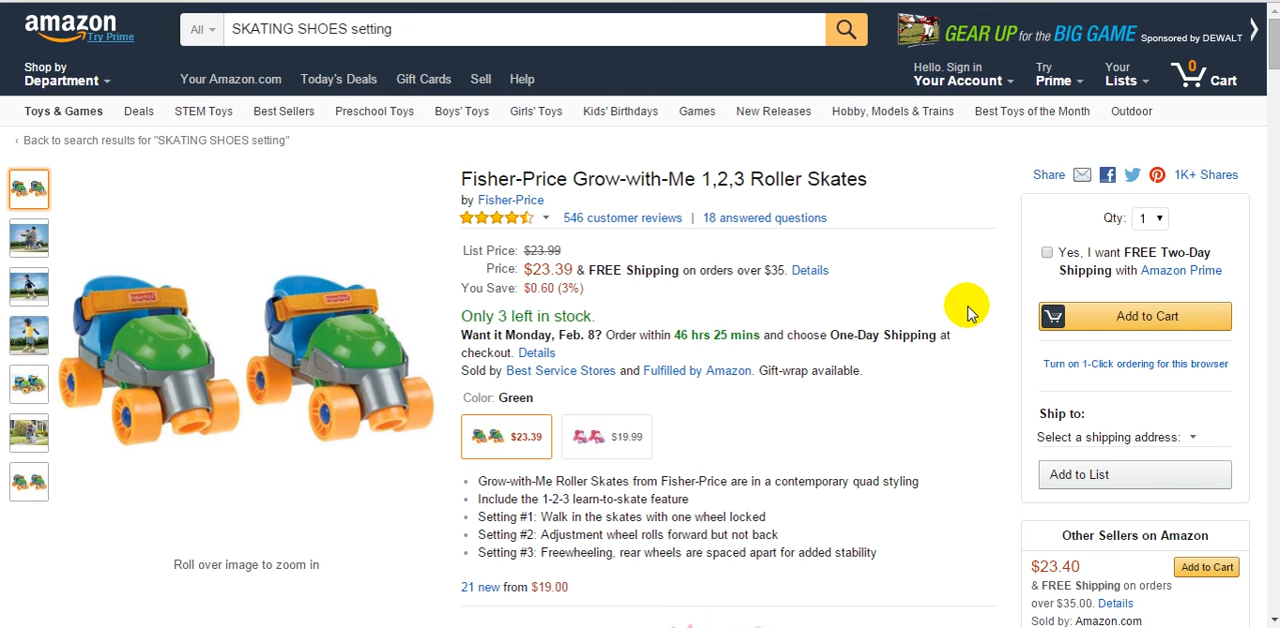 amazon
Try Prime
All
SKATING SHOES setting
GEAR UP for the BIG GAME Sponsored by DEWALT
Shop by
Department
Your Amazon.com
Today's Deals
Gift Cards
Sell
Help
Hello. Sign in
Your Account
Try
Prime
Your
Lists
0
Cart
Toys & Games
Deals
STEM Toys
Best Sellers
Preschool Toys
Boys' Toys
Girls' Toys
Kids' Birthdays
Games
New Releases
Hobby, Models & Trains
Best Toys of the Month
Outdoor
‹ Back to search results for "SKATING SHOES setting"
Fisher-Price Grow-with-Me 1,2,3 Roller Skates
by Fisher-Price
546 customer reviews | 18 answered questions
List Price: $23.99
Price: $23.39 & FREE Shipping on orders over $35. Details
You Save: $0.60 (3%)
Only 3 left in stock.
Want it Monday, Feb. 8? Order within 46 hrs 25 mins and choose One-Day Shipping at
checkout. Details
Sold by Best Service Stores and Fulfilled by Amazon. Gift-wrap available.
Color: Green
$23.39
$19.99
• Grow-with-Me Roller Skates from Fisher-Price are in a contemporary quad styling
• Include the 1-2-3 learn-to-skate feature
• Setting #1: Walk in the skates with one wheel locked
• Setting #2: Adjustment wheel rolls forward but not back
• Setting #3: Freewheeling, rear wheels are spaced apart for added stability
21 new from $19.00
Roll over image to zoom in
Share
1K+ Shares
Qty: 1
Yes, I want FREE Two-Day
Shipping with Amazon Prime
Add to Cart
Turn on 1-Click ordering for this browser
Ship to:
Select a shipping address:
Add to List
Other Sellers on Amazon
$23.40
Add to Cart
& FREE Shipping on orders
over $35.00. Details
Sold by: Amazon.com